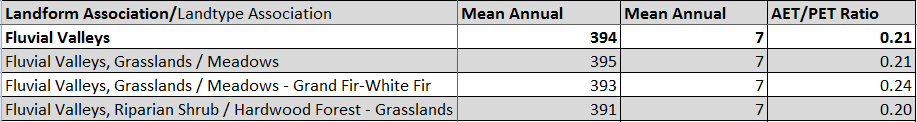 Landform Association/Landtype Association Mean Annual Mean Annual AET/PET Ratio
Fluvial Valleys 394 7 0.21
Fluvial Valleys, Grasslands / Meadows 395 7 0.21
Fluvial Valleys, Grasslands / Meadows - Grand Fir-White Fir 393 7 0.24
Fluvial Valleys, Riparian Shrub / Hardwood Forest - Grasslands 391 7 0.20